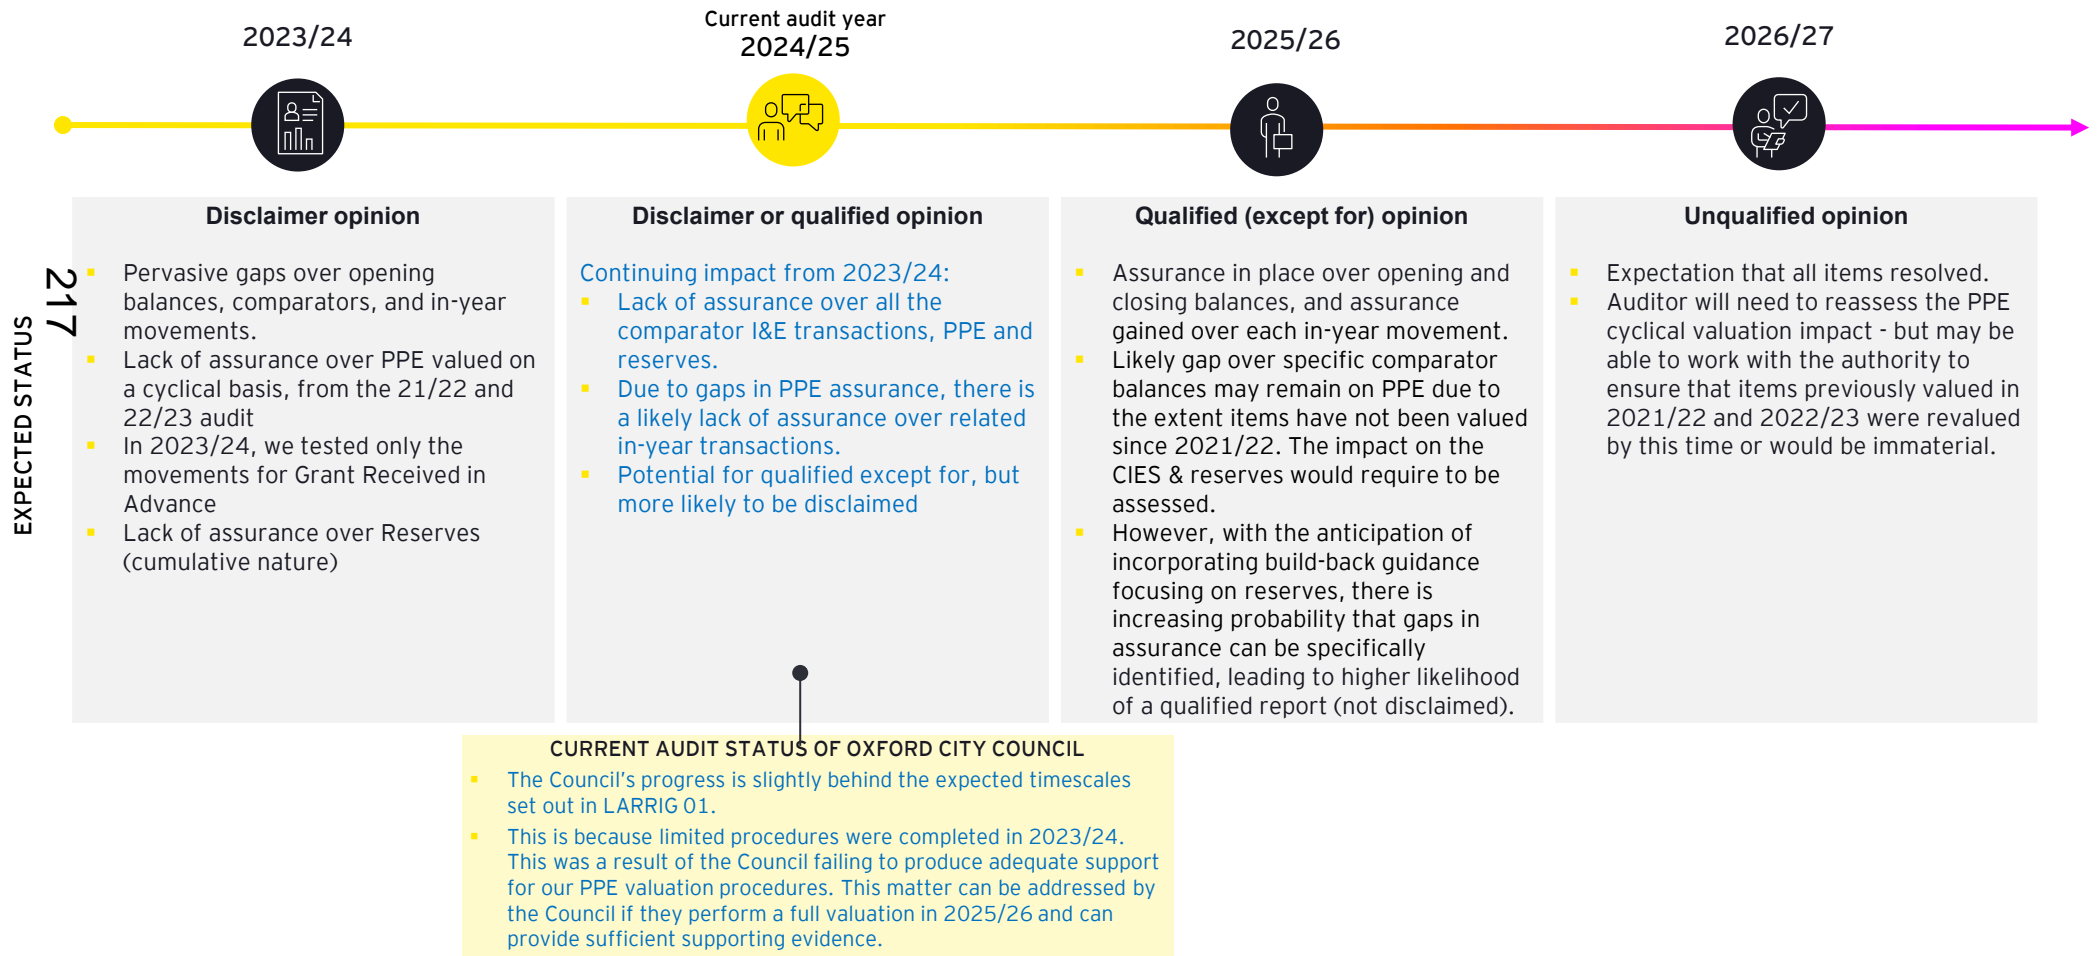 2023/24
Current audit year
2024/25
2025/26
2026/27
EXPECTED STATUS
217
Disclaimer opinion
Pervasive gaps over opening
balances, comparators, and in-year
movements.
Lack of assurance over PPE valued on
a cyclical basis, from the 21/22 and
22/23 audit
In 2023/24, we tested only the
movements for Grant Received in
Advance
Lack of assurance over Reserves
(cumulative nature)
Disclaimer or qualified opinion
Continuing impact from 2023/24:
Lack of assurance over all the
comparator I&E transactions, PPE and
reserves.
Due to gaps in PPE assurance, there is
a likely lack of assurance over related
in-year transactions.
Potential for qualified except for, but
more likely to be disclaimed
Qualified (except for) opinion
Assurance in place over opening and
closing balances, and assurance
gained over each in-year movement.
Likely gap over specific comparator
balances may remain on PPE due to
the extent items have not been valued
since 2021/22. The impact on the
CIES & reserves would require to be
assessed.
However, with the anticipation of
incorporating build-back guidance
focusing on reserves, there is
increasing probability that gaps in
assurance can be specifically
identified, leading to higher likelihood
of a qualified report (not disclaimed).
Unqualified opinion
Expectation that all items resolved.
Auditor will need to reassess the PPE
cyclical valuation impact - but may be
able to work with the authority to
ensure that items previously valued in
2021/22 and 2022/23 were revalued
by this time or would be immaterial.
CURRENT AUDIT STATUS OF OXFORD CITY COUNCIL
The Council's progress is slightly behind the expected timescales
set out in LARRIG 01.
This is because limited procedures were completed in 2023/24.
This was a result of the Council failing to produce adequate support
for our PPE valuation procedures. This matter can be addressed by
the Council if they perform a full valuation in 2025/26 and can
provide sufficient supporting evidence.